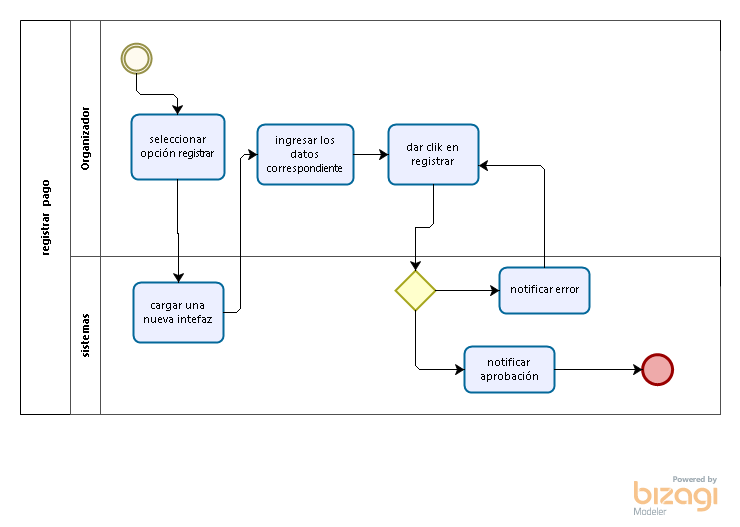 registrar pago
Organizador
seleccionar
opción registrar
ingresar los
datos
correspondiente
dar clik en
registrar
sistemas
cargar una
nueva intefaz
notificar error
notificar
aprobación
Powered by
bizagi
Modeler